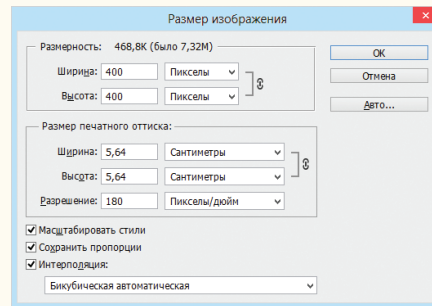 Размер изображения
Размерность: 468,8K (было 7,32M)
Ширина: 400 Пикселы
Высота: 400 Пикселы
Размер печатного оттиска:
Ширина: 5,64 Сантиметры
Высота: 5,64 Сантиметры
Разрешение: 180 Пикселы/дюйм
Масштабировать стили
Сохранить пропорции
Интерполяция:
Бикубическая автоматическая
ОК
Отмена
Авто...